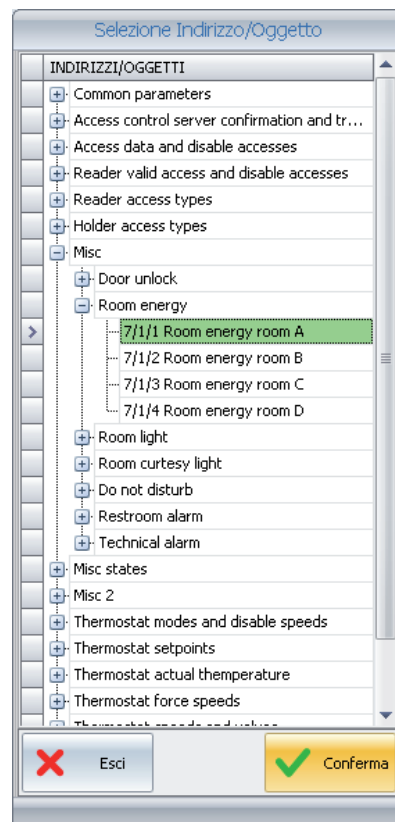 Selezione Indirizzo/Oggetto
INDIRIZZI/OGGETTI
Common parameters
Access control server confirmation and tr...
Access data and disable accesses
Reader valid access and disable accesses
Reader access types
Holder access types
Misc
Door unlock
Room energy
7/1/1 Room energy room A
7/1/2 Room energy room B
7/1/3 Room energy room C
7/1/4 Room energy room D
Room light
Room curtesy light
Do not disturb
Restroom alarm
Technical alarm
Misc states
Misc 2
Thermostat modes and disable speeds
Thermostat setpoints
Thermostat actual themperature
Thermostat force speeds
Thermostat speeds and valves
Esci
Conferma